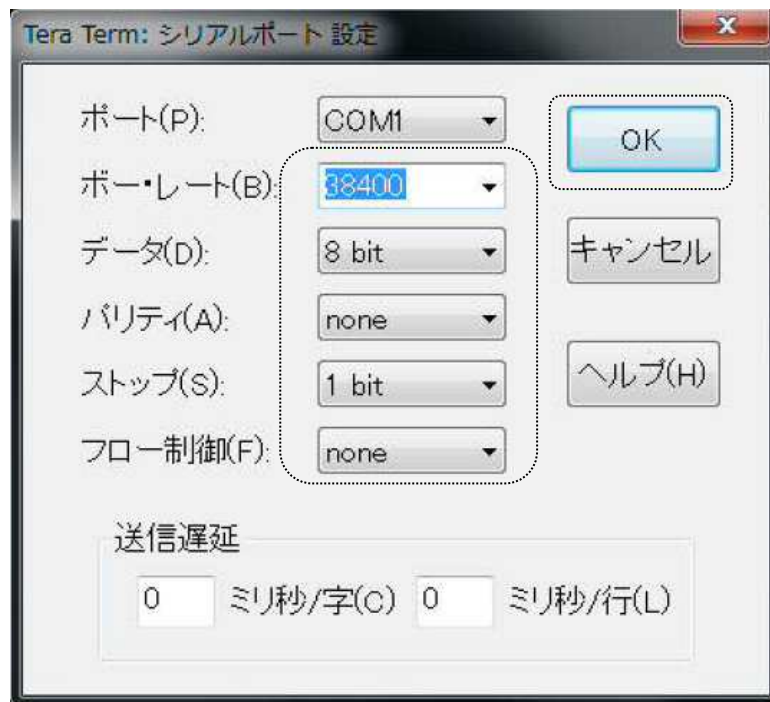 Tera Term: シリアルポート 設定
ポート(P): COM1
OK
ボー・レート(B): 38400
データ(D): 8 bit
キャンセル
パリティ(A): none
ストップ(S): 1 bit
ヘルプ(H)
フロー制御(F): none
送信遅延
0 ミリ秒/字(C) 0 ミリ秒/行(L)